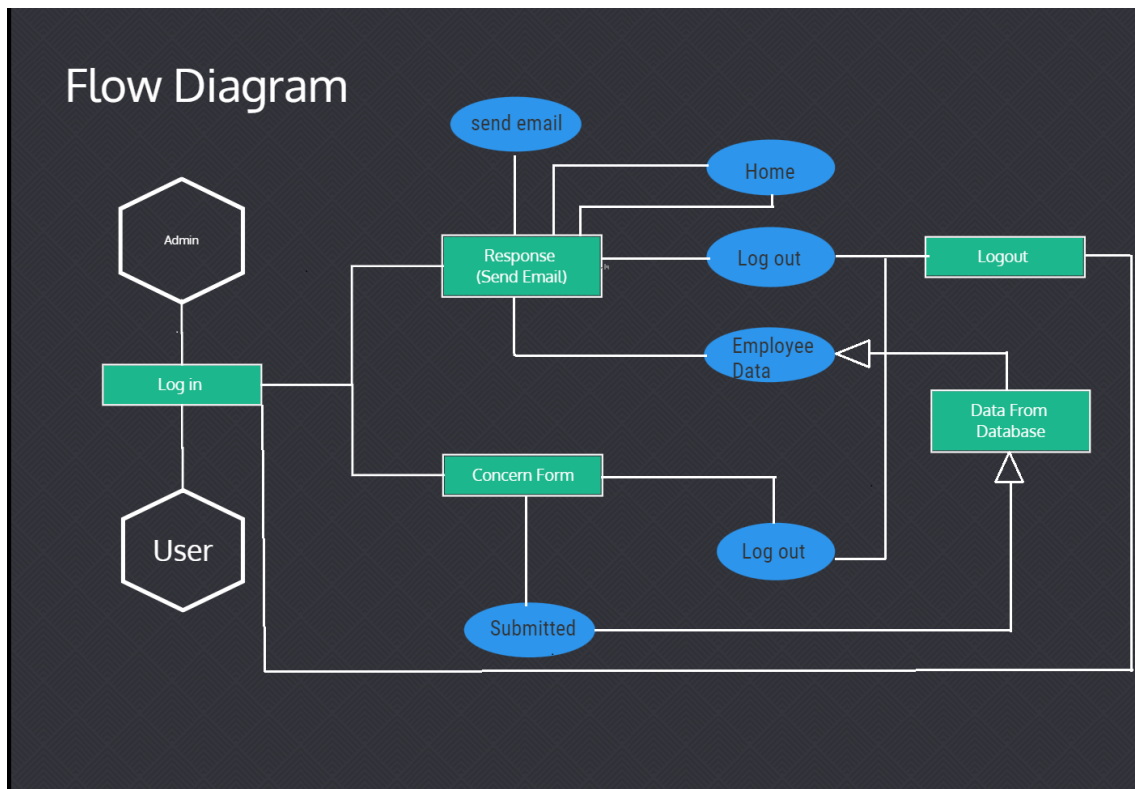 Flow Diagram
send email
Home
Admin
Response
(Send Email)
Log out
Logout
Employee
Data
Log in
Data From
Database
Concern Form
User
Log out
Submitted